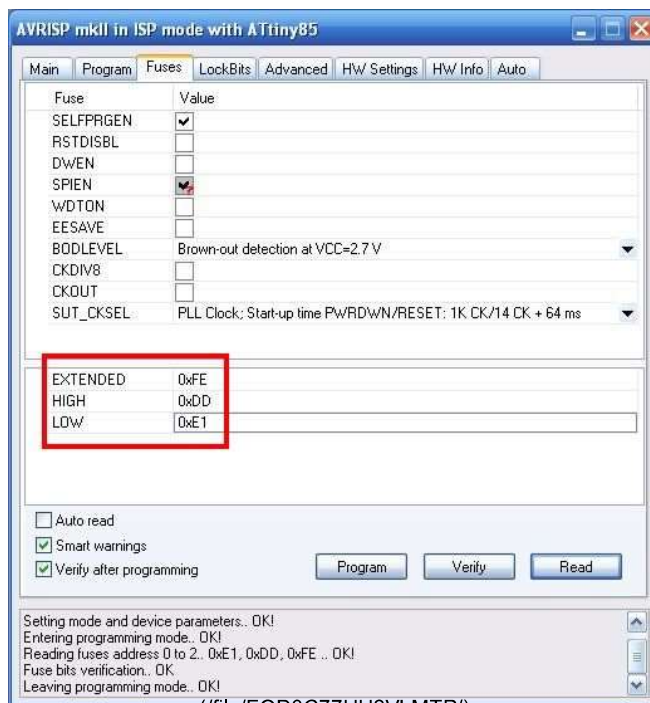 AVRISP mkII in ISP mode with ATtiny85
Main Program Fuses LockBits Advanced HW Settings HW Info Auto
Fuse Value
SELFPRGEN
RSTDISBL
DWEN
SPIEN
WDTON
EESAVE
BODLEVEL Brown-out detection at VCC=2.7 V
CKDIV8
CKOUT
SUT_CKSEL PLL Clock; Start-up time PWRDWN/RESET: 1K CK/14 CK + 64 ms
EXTENDED 0xFE
HIGH 0xDD
LOW 0xE1
Auto read
Smart warnings
Verify after programming
Program Verify Read
Setting mode and device parameters.. OK!
Entering programming mode.. OK!
Reading fuses address 0 to 2.. 0xE1, 0xDD, 0xFE .. OK!
Fuse bits verification.. OK
Leaving programming mode.. OK!